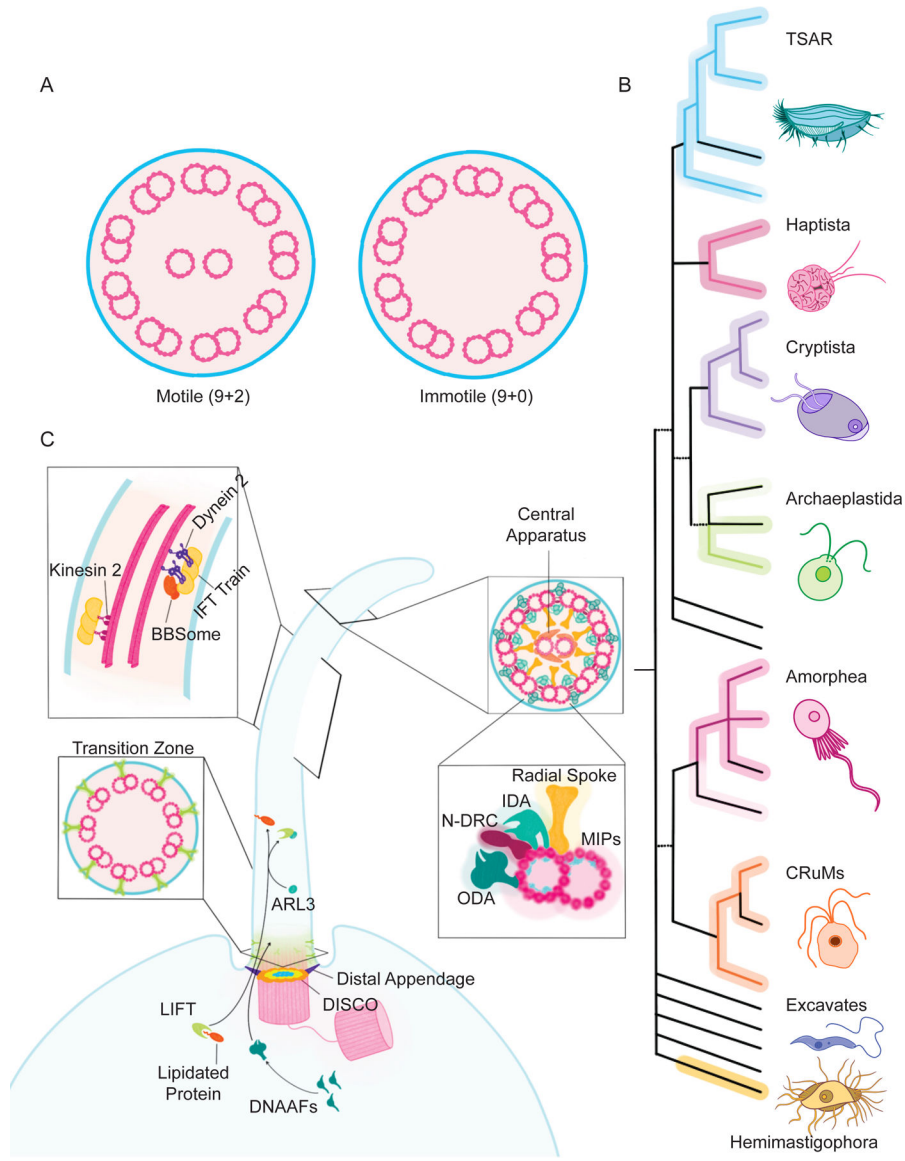 A
Motile (9+2)
Immotile (9+0)
B
TSAR
Haptista
Cryptista
Archaeplastida
Amorphea
CRuMs
Excavates
Hemimastigophora
C
Dynein 2
Kinesin 2
IFT Train
BBSome
Central
Apparatus
Transition Zone
Radial Spoke
IDA
N-DRC
MIPs
ODA
ARL3
Distal Appendage
DISCO
LIFT
Lipidated
Protein
DNAAFs